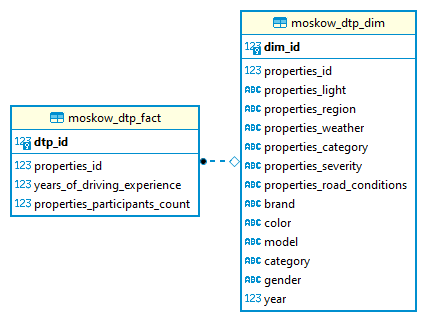 moskow_dtp_fact
123 dtp_id
123 properties_id
123 years_of_driving_experience
123 properties_participants_count
moskow_dtp_dim
123 dim_id
123 properties_id
ABC properties_light
ABC properties_region
ABC properties_weather
ABC properties_category
ABC properties_severity
ABC properties_road_conditions
ABC brand
ABC color
ABC model
ABC category
ABC gender
123 year